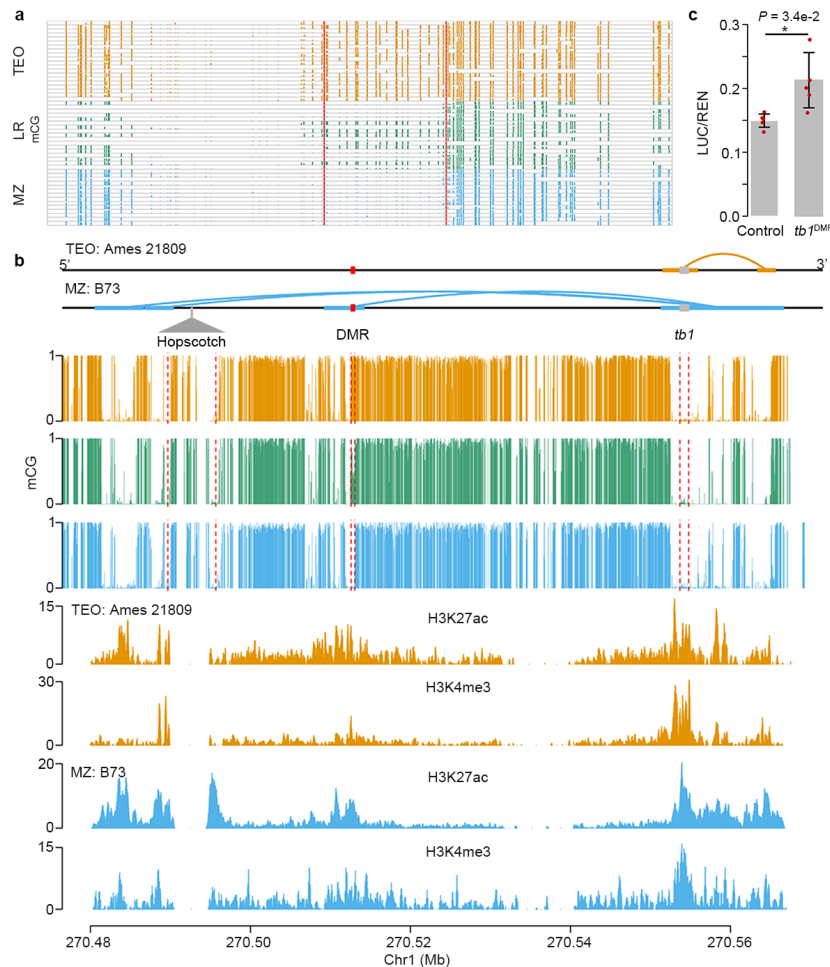 a
TEO
LR
mCG
MZ
c
P = 3.4e-2
*
LUC/REN
0.3
0.2
0.1
0.0
Control
tb1DMR
b
TEO: Ames 21809
5’
3’
MZ: B73
Hopscotch
DMR
tb1
mCG
1
0
1
0
1
0
TEO: Ames 21809
H3K27ac
15
0
H3K4me3
30
0
MZ: B73
H3K27ac
20
0
H3K4me3
15
0
270.48
270.50
270.52
270.54
270.56
Chr1 (Mb)